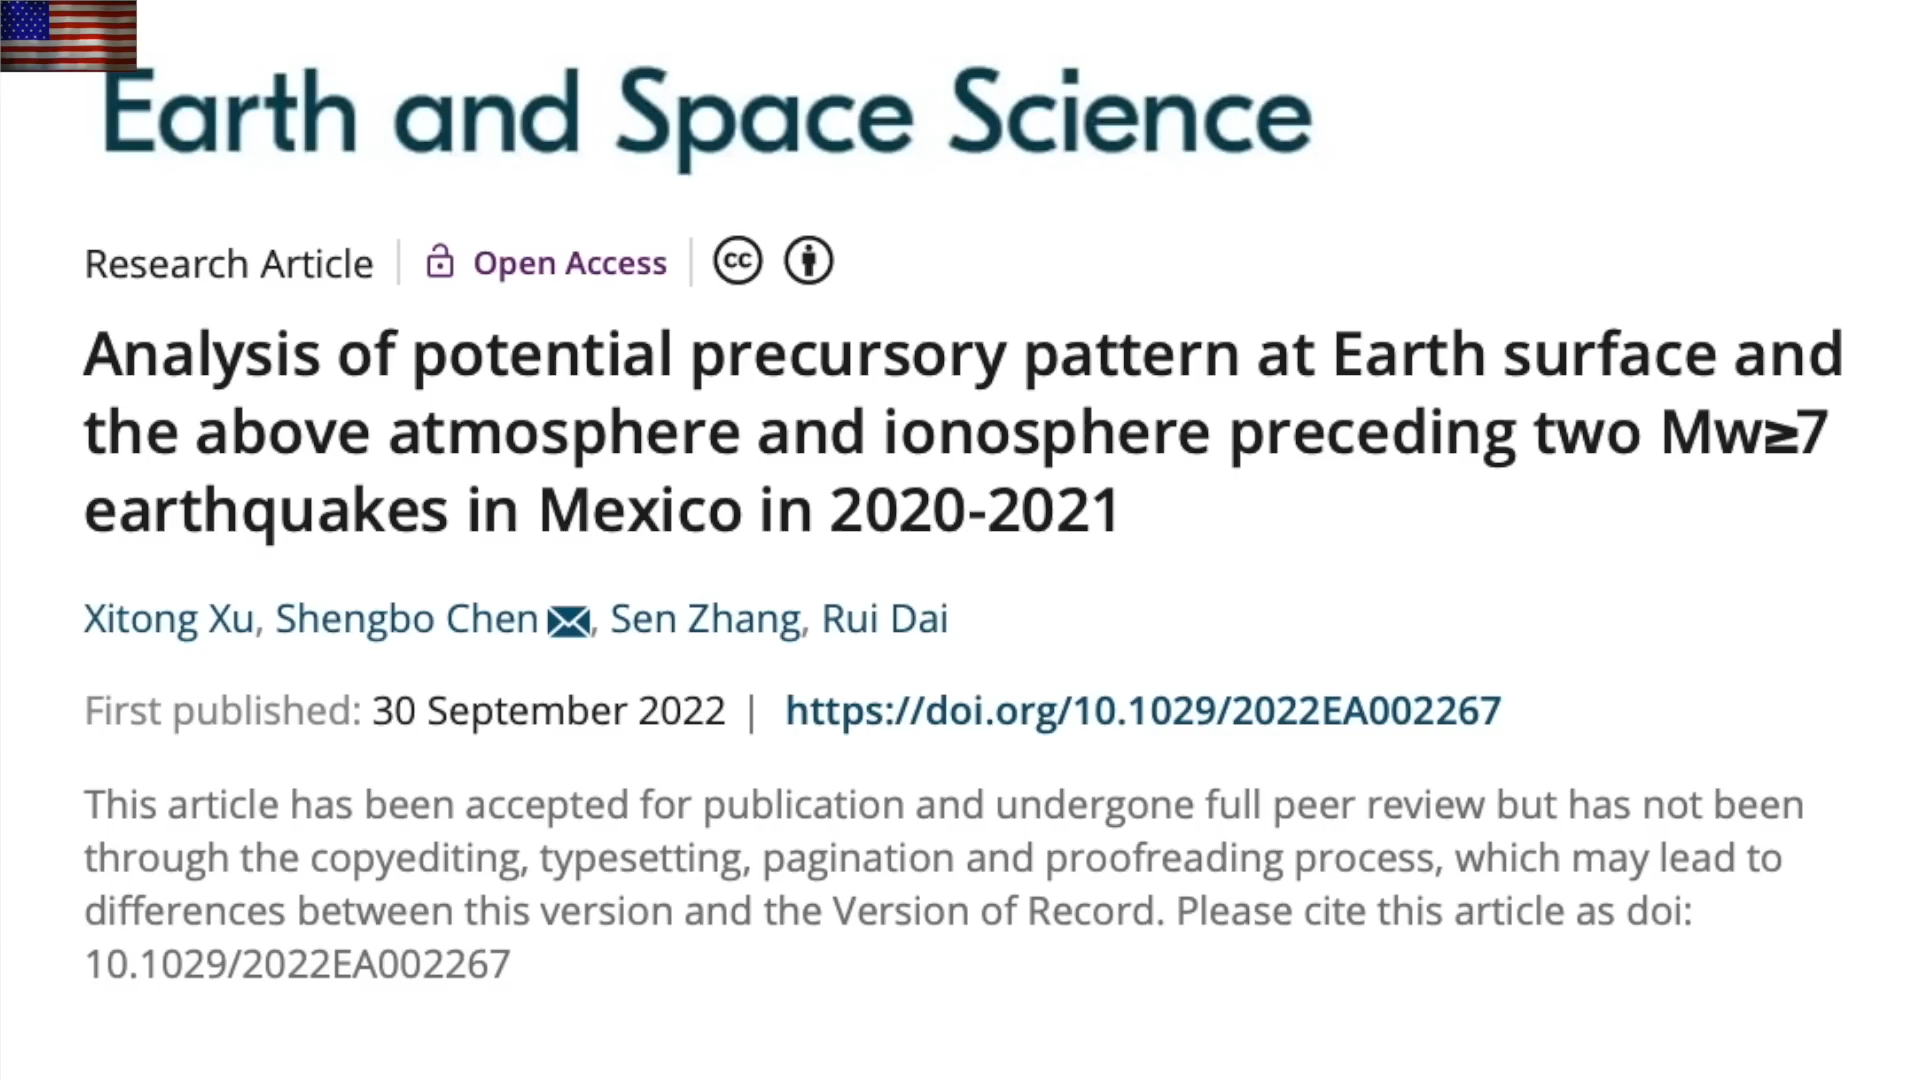 Earth and Space Science
Research Article Open Access cc
Analysis of potential precursory pattern at Earth surface and
the above atmosphere and ionosphere preceding two Mw≥7
earthquakes in Mexico in 2020-2021
Xitong Xu, Shengbo Chen, Sen Zhang, Rui Dai
First published: 30 September 2022 | https://doi.org/10.1029/2022EA002267
This article has been accepted for publication and undergone full peer review but has not been
through the copyediting, typesetting, pagination and proofreading process, which may lead to
differences between this version and the Version of Record. Please cite this article as doi:
10.1029/2022EA002267